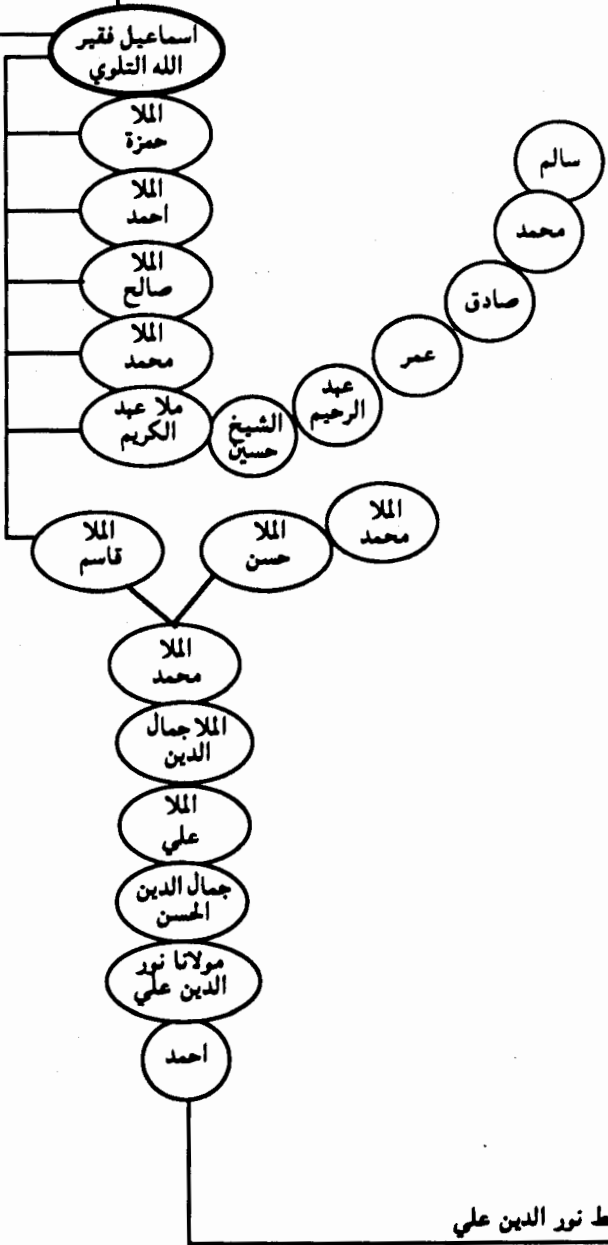 اسماعيل فقير
الله التلوي
الملا
حمزة
الملا
احمد
الملا
صالح
الملا
محمد
ملا عبد
الكريم
الشيخ
حسين
عبد
الرحيم
عمر
صادق
محمد
سالم
الملا
محمد
الملا
حسن
الملا
قاسم
الملا
محمد
الملا جمال
الدين
الملا
علي
جمال الدين
الحسن
مولانا نور
الدين علي
احمد
نور الدين علي